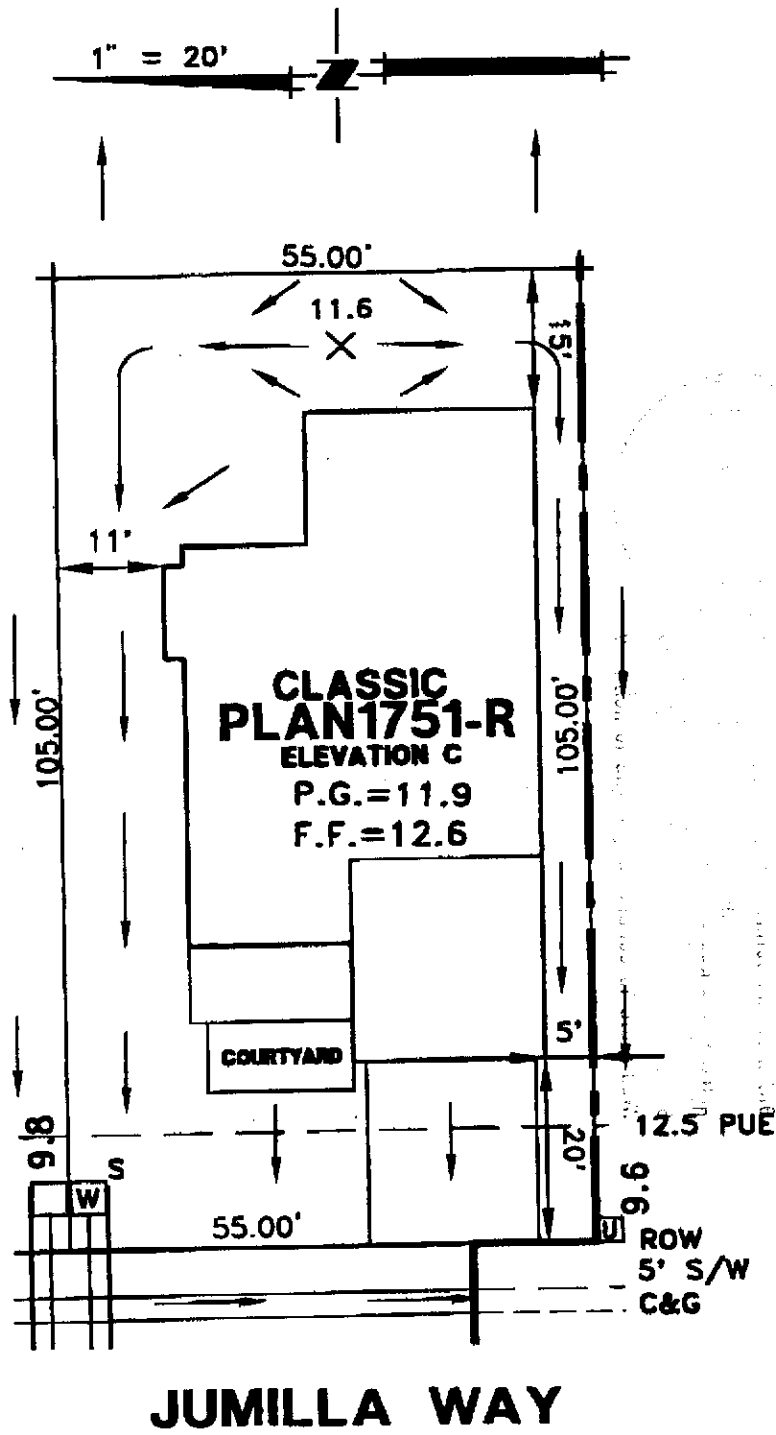 1" = 20'
55.00'
11.6
15'
11'
105.00'
CLASSIC
PLAN1751-R
ELEVATION C
P.G.=11.9
F.F.=12.6
105.00'
5'
COURTYARD
12.5 PUE
9.8
S
W
20'
9.6
55.00'
U
ROW
5' S/W
C&G
JUMILLA WAY